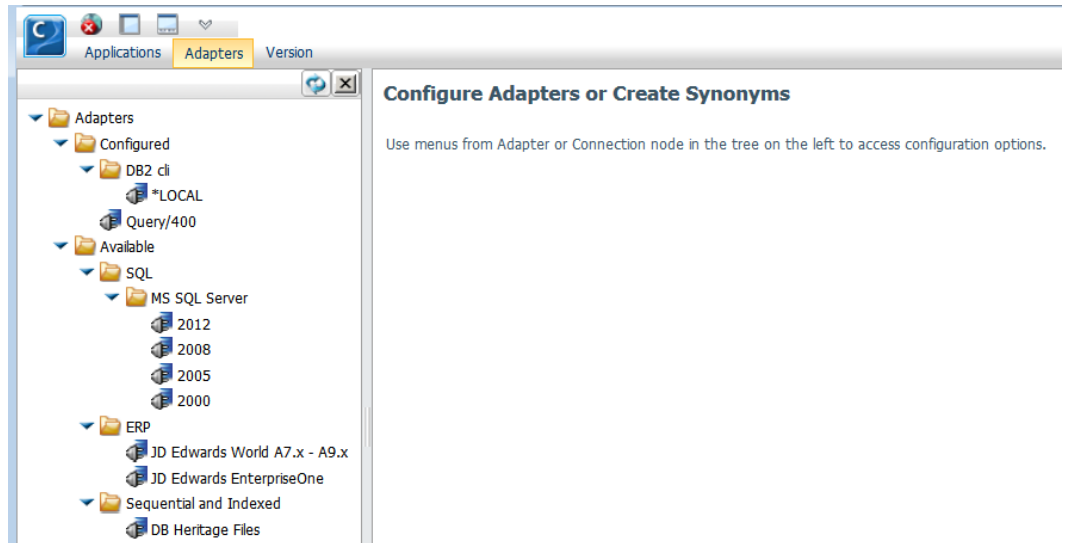 Applications Adapters Version
Configure Adapters or Create Synonyms
Use menus from Adapter or Connection node in the tree on the left to access configuration options.
Adapters
Configured
DB2 cli
*LOCAL
Query/400
Available
SQL
MS SQL Server
2012
2008
2005
2000
ERP
JD Edwards World A7.x - A9.x
JD Edwards EnterpriseOne
Sequential and Indexed
DB Heritage Files